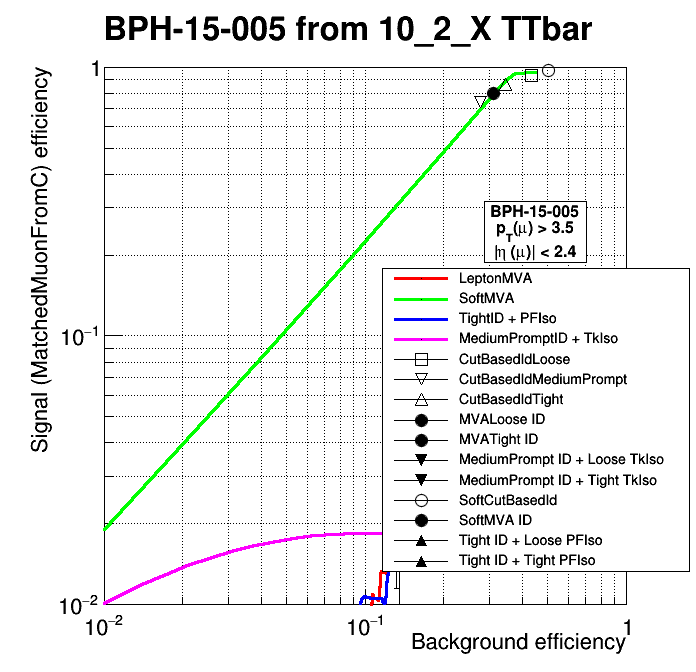 BPH-15-005 from 10_2_X TTbar
Signal (MatchedMuonFromC) efficiency
1
10⁻¹
10⁻²
BPH-15-005
p_T(μ) > 3.5
|η (μ)| < 2.4
LeptonMVA
SoftMVA
TightID + PFIso
MediumPromptID + TkIso
CutBasedIdLoose
CutBasedIdMediumPrompt
CutBasedIdTight
MVALoose ID
MVATight ID
MediumPrompt ID + Loose TkIso
MediumPrompt ID + Tight TkIso
SoftCutBasedId
SoftMVA ID
Tight ID + Loose PFIso
Tight ID + Tight PFIso
10⁻² 10⁻¹ 1
Background efficiency